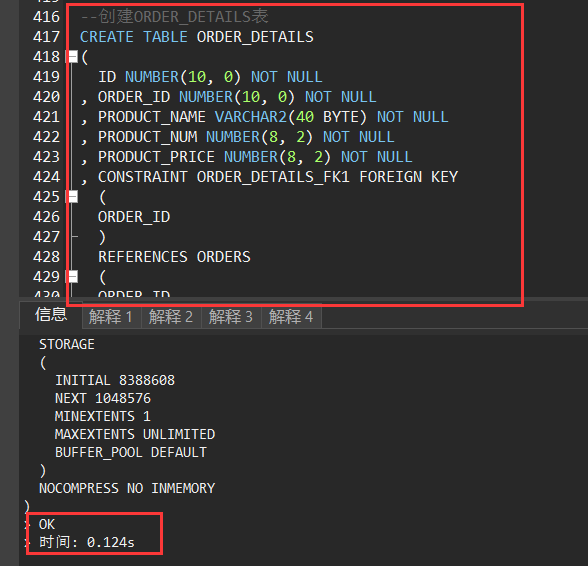 415
416 --创建ORDER_DETAILS表
417 CREATE TABLE ORDER_DETAILS
418 (
419 ID NUMBER(10, 0) NOT NULL
420 , ORDER_ID NUMBER(10, 0) NOT NULL
421 , PRODUCT_NAME VARCHAR2(40 BYTE) NOT NULL
422 , PRODUCT_NUM NUMBER(8, 2) NOT NULL
423 , PRODUCT_PRICE NUMBER(8, 2) NOT NULL
424 , CONSTRAINT ORDER_DETAILS_FK1 FOREIGN KEY
425 (
426 ORDER_ID
427 )
428 REFERENCES ORDERS
429 (
430 ORDER_ID
信息 解释 1 解释 2 解释 3 解释 4
STORAGE
(
INITIAL 8388608
NEXT 1048576
MINEXTENTS 1
MAXEXTENTS UNLIMITED
BUFFER_POOL DEFAULT
)
NOCOMPRESS NO INMEMORY
)
> OK
> 时间: 0.124s